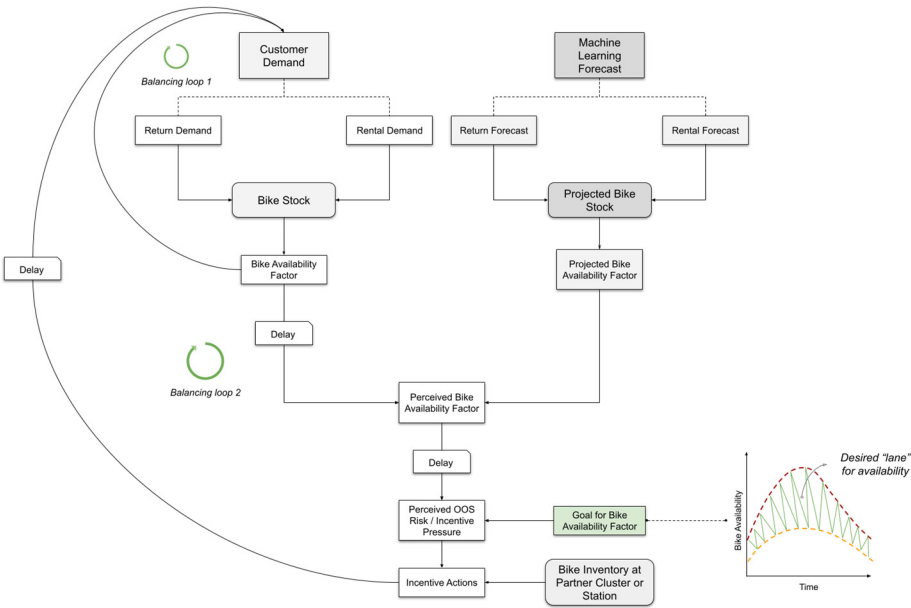 Customer
Demand
Machine
Learning
Forecast
Balancing loop 1
Return Demand
Rental Demand
Return Forecast
Rental Forecast
Bike Stock
Projected Bike
Stock
Delay
Bike Availability
Factor
Projected Bike
Availability Factor
Delay
Balancing loop 2
Perceived Bike
Availability Factor
Delay
Desired “lane”
for availability
Bike Availability
Time
Perceived OOS
Risk / Incentive
Pressure
Goal for Bike
Availability Factor
Incentive Actions
Bike Inventory at
Partner Cluster or
Station